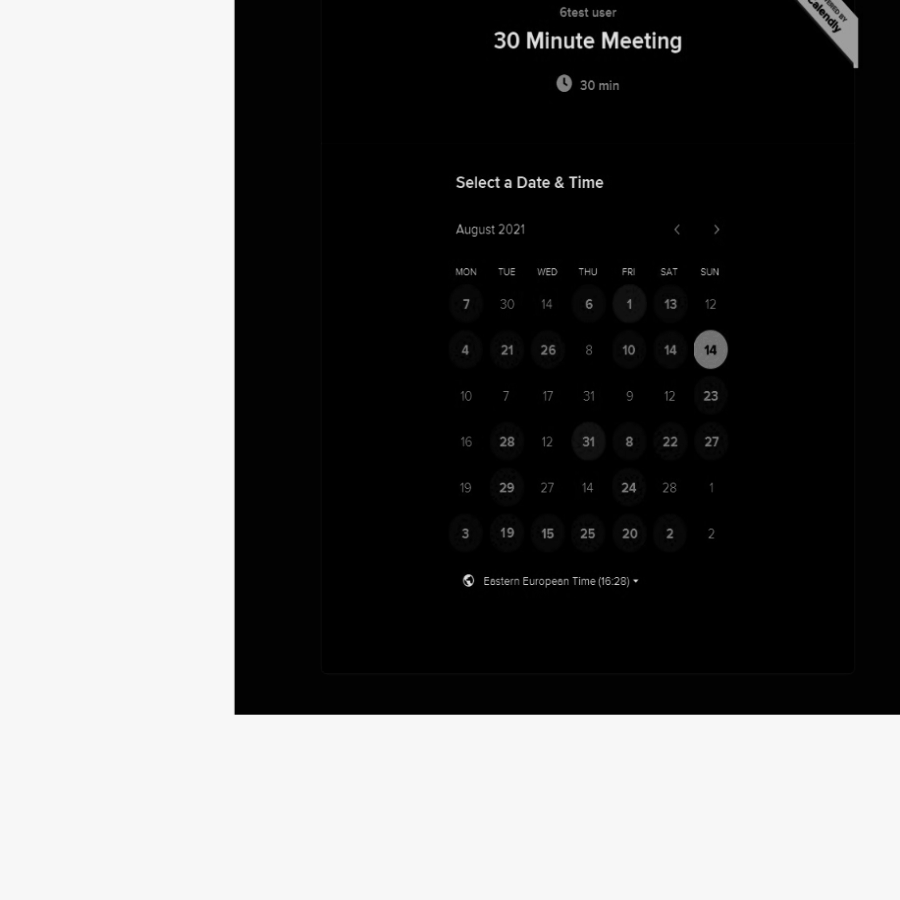 6test user
30 Minute Meeting
30 min
Calendly
Select a Date & Time
August 2021
MON TUE WED THU FRI SAT SUN
7 30 14 6 1 13 12
4 21 26 8 10 14 14
10 7 17 31 9 12 23
16 28 12 31 8 22 27
19 29 27 14 24 28 1
3 19 15 25 20 2 2
Eastern European Time (16:28)